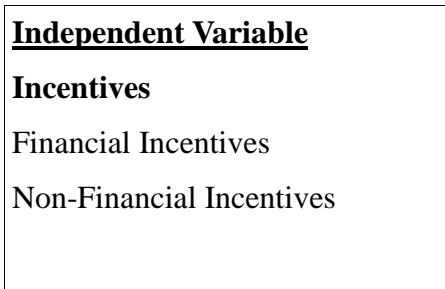 Independent Variable
Incentives
Financial Incentives
Non-Financial Incentives